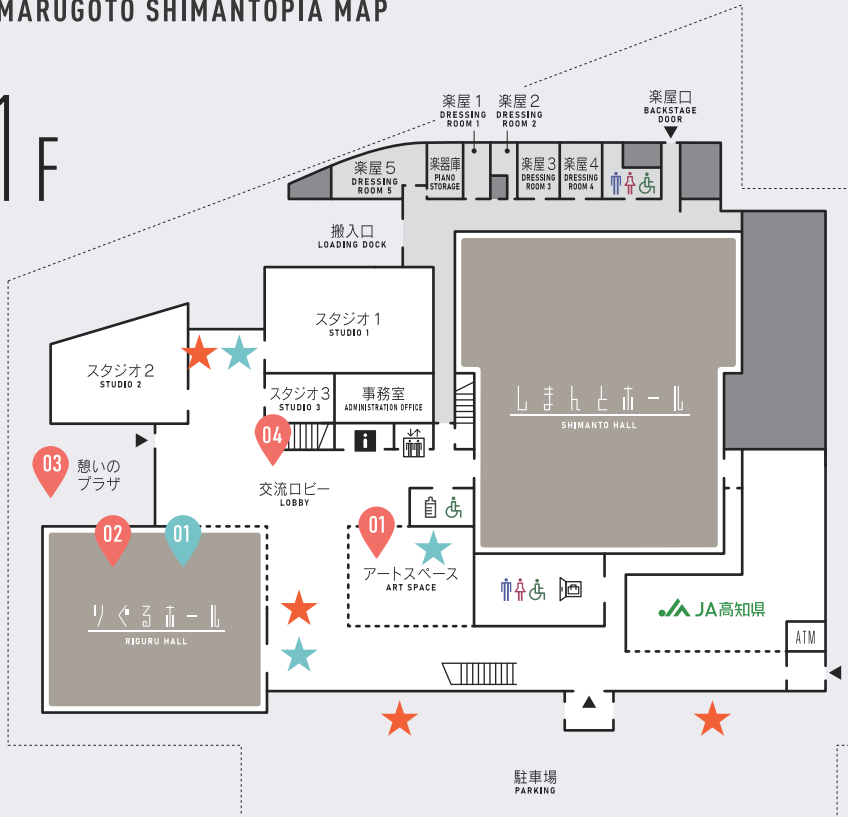 MARUGOTO SHIMANTOPIA MAP
1F
楽屋1
DRESSING
ROOM 1
楽屋2
DRESSING
ROOM 2
楽屋口
BACKSTAGE
DOOR
楽屋5
DRESSING
ROOM 5
楽器庫
PIANO
STORAGE
楽屋3
DRESSING
ROOM 3
楽屋4
DRESSING
ROOM 4
搬入口
LOADING DOCK
スタジオ1
STUDIO 1
スタジオ2
STUDIO 2
スタジオ3
STUDIO 3
事務室
ADMINISTRATION OFFICE
しまんとホール
SHIMANTO HALL
04
i
03
憩いの
プラザ
交流ロビー
LOBBY
02
01
01
アートスペース
ART SPACE
りぐるホール
RIGURU HALL
JA高知県
ATM
駐車場
PARKING